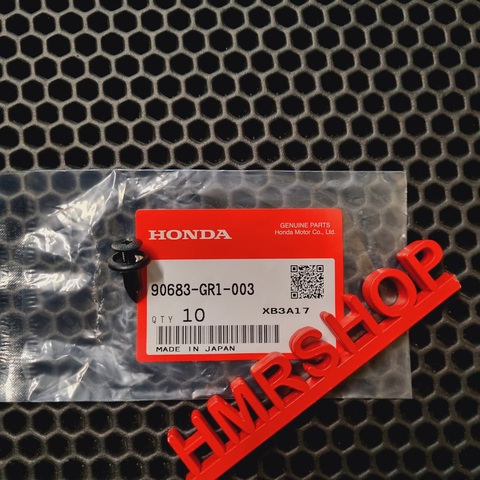 HONDA
GENUINE PARTS
Honda Motor Co., Ltd.
90683-GR1-003
QTY 10
XB3A17
MADE IN JAPAN
HMRSHOP